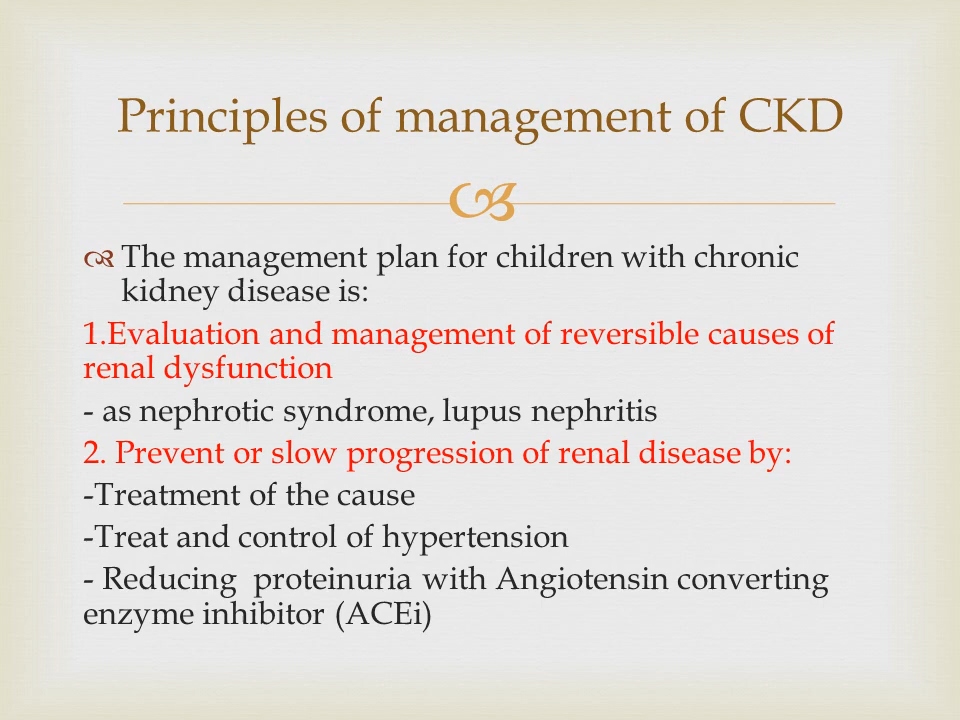 Principles of management of CKD
The management plan for children with chronic
kidney disease is:
1.Evaluation and management of reversible causes of
renal dysfunction
- as nephrotic syndrome, lupus nephritis
2. Prevent or slow progression of renal disease by:
-Treatment of the cause
-Treat and control of hypertension
- Reducing  proteinuria with Angiotensin converting
enzyme inhibitor (ACEi)